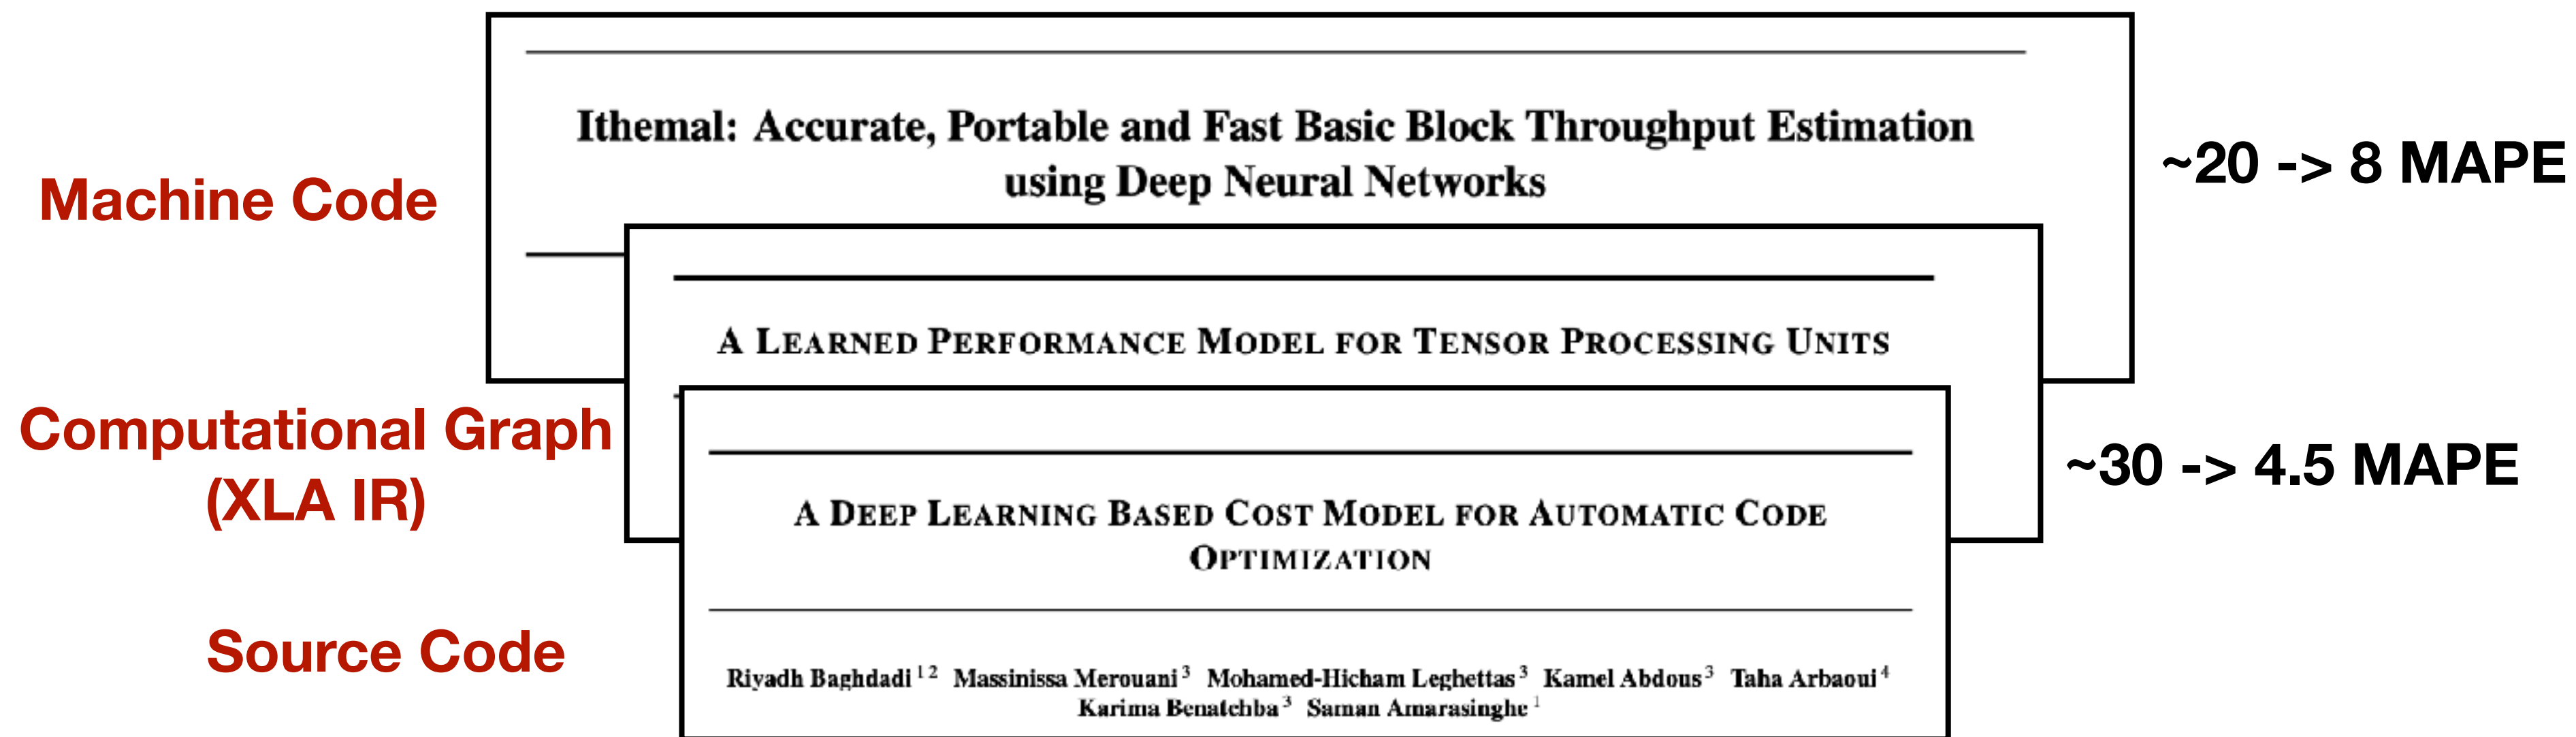 Machine Code
Ithemal: Accurate, Portable and Fast Basic Block Throughput Estimation
using Deep Neural Networks
~20 -> 8 MAPE
Computational Graph
(XLA IR)
A LEARNED PERFORMANCE MODEL FOR TENSOR PROCESSING UNITS
~30 -> 4.5 MAPE
Source Code
A DEEP LEARNING BASED COST MODEL FOR AUTOMATIC CODE
OPTIMIZATION
Riyadh Baghdadi 1 2 Massinissa Merouani 3 Mohamed-Hicham Leghettas 3 Kamel Abdous 3 Taha Arbaoui 4
Karima Benatchba 3 Saman Amarasinghe 1